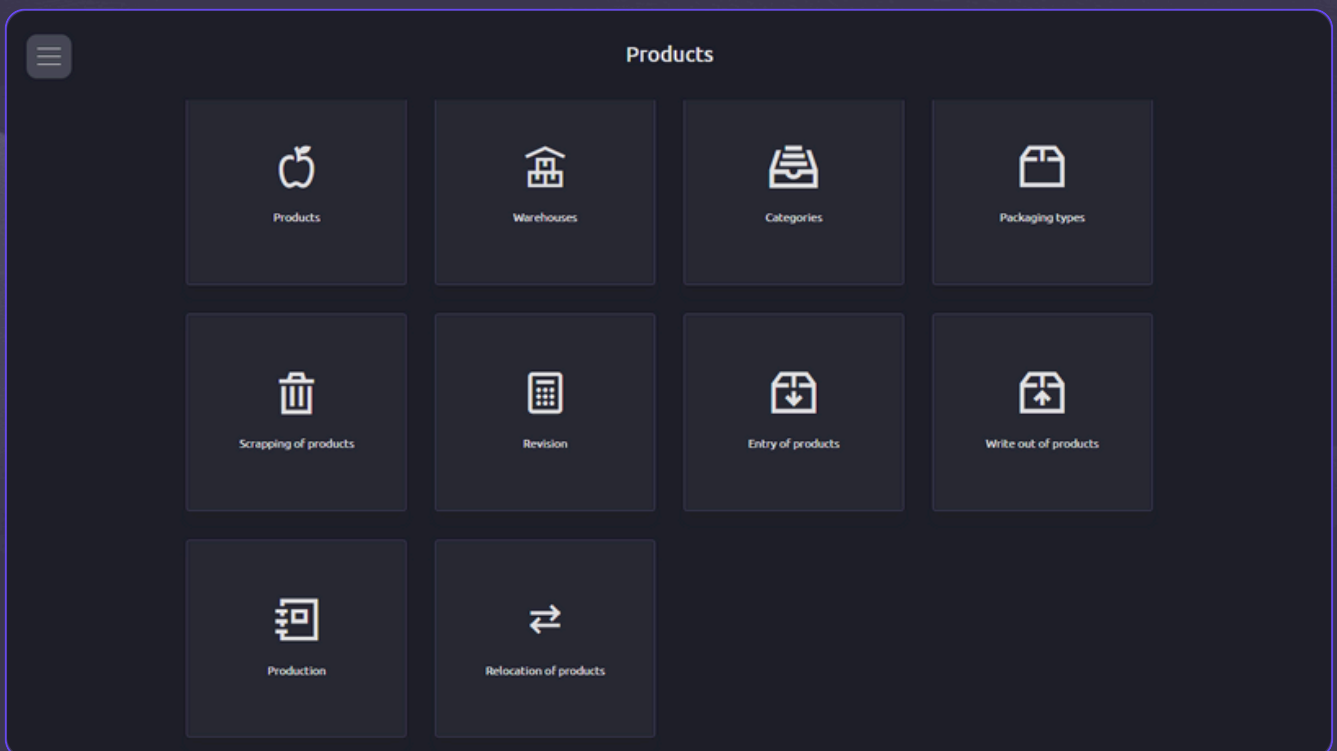 Products
Products
Warehouses
Categories
Packaging types
Scrapping of products
Revision
Entry of products
Write out of products
Production
Relocation of products